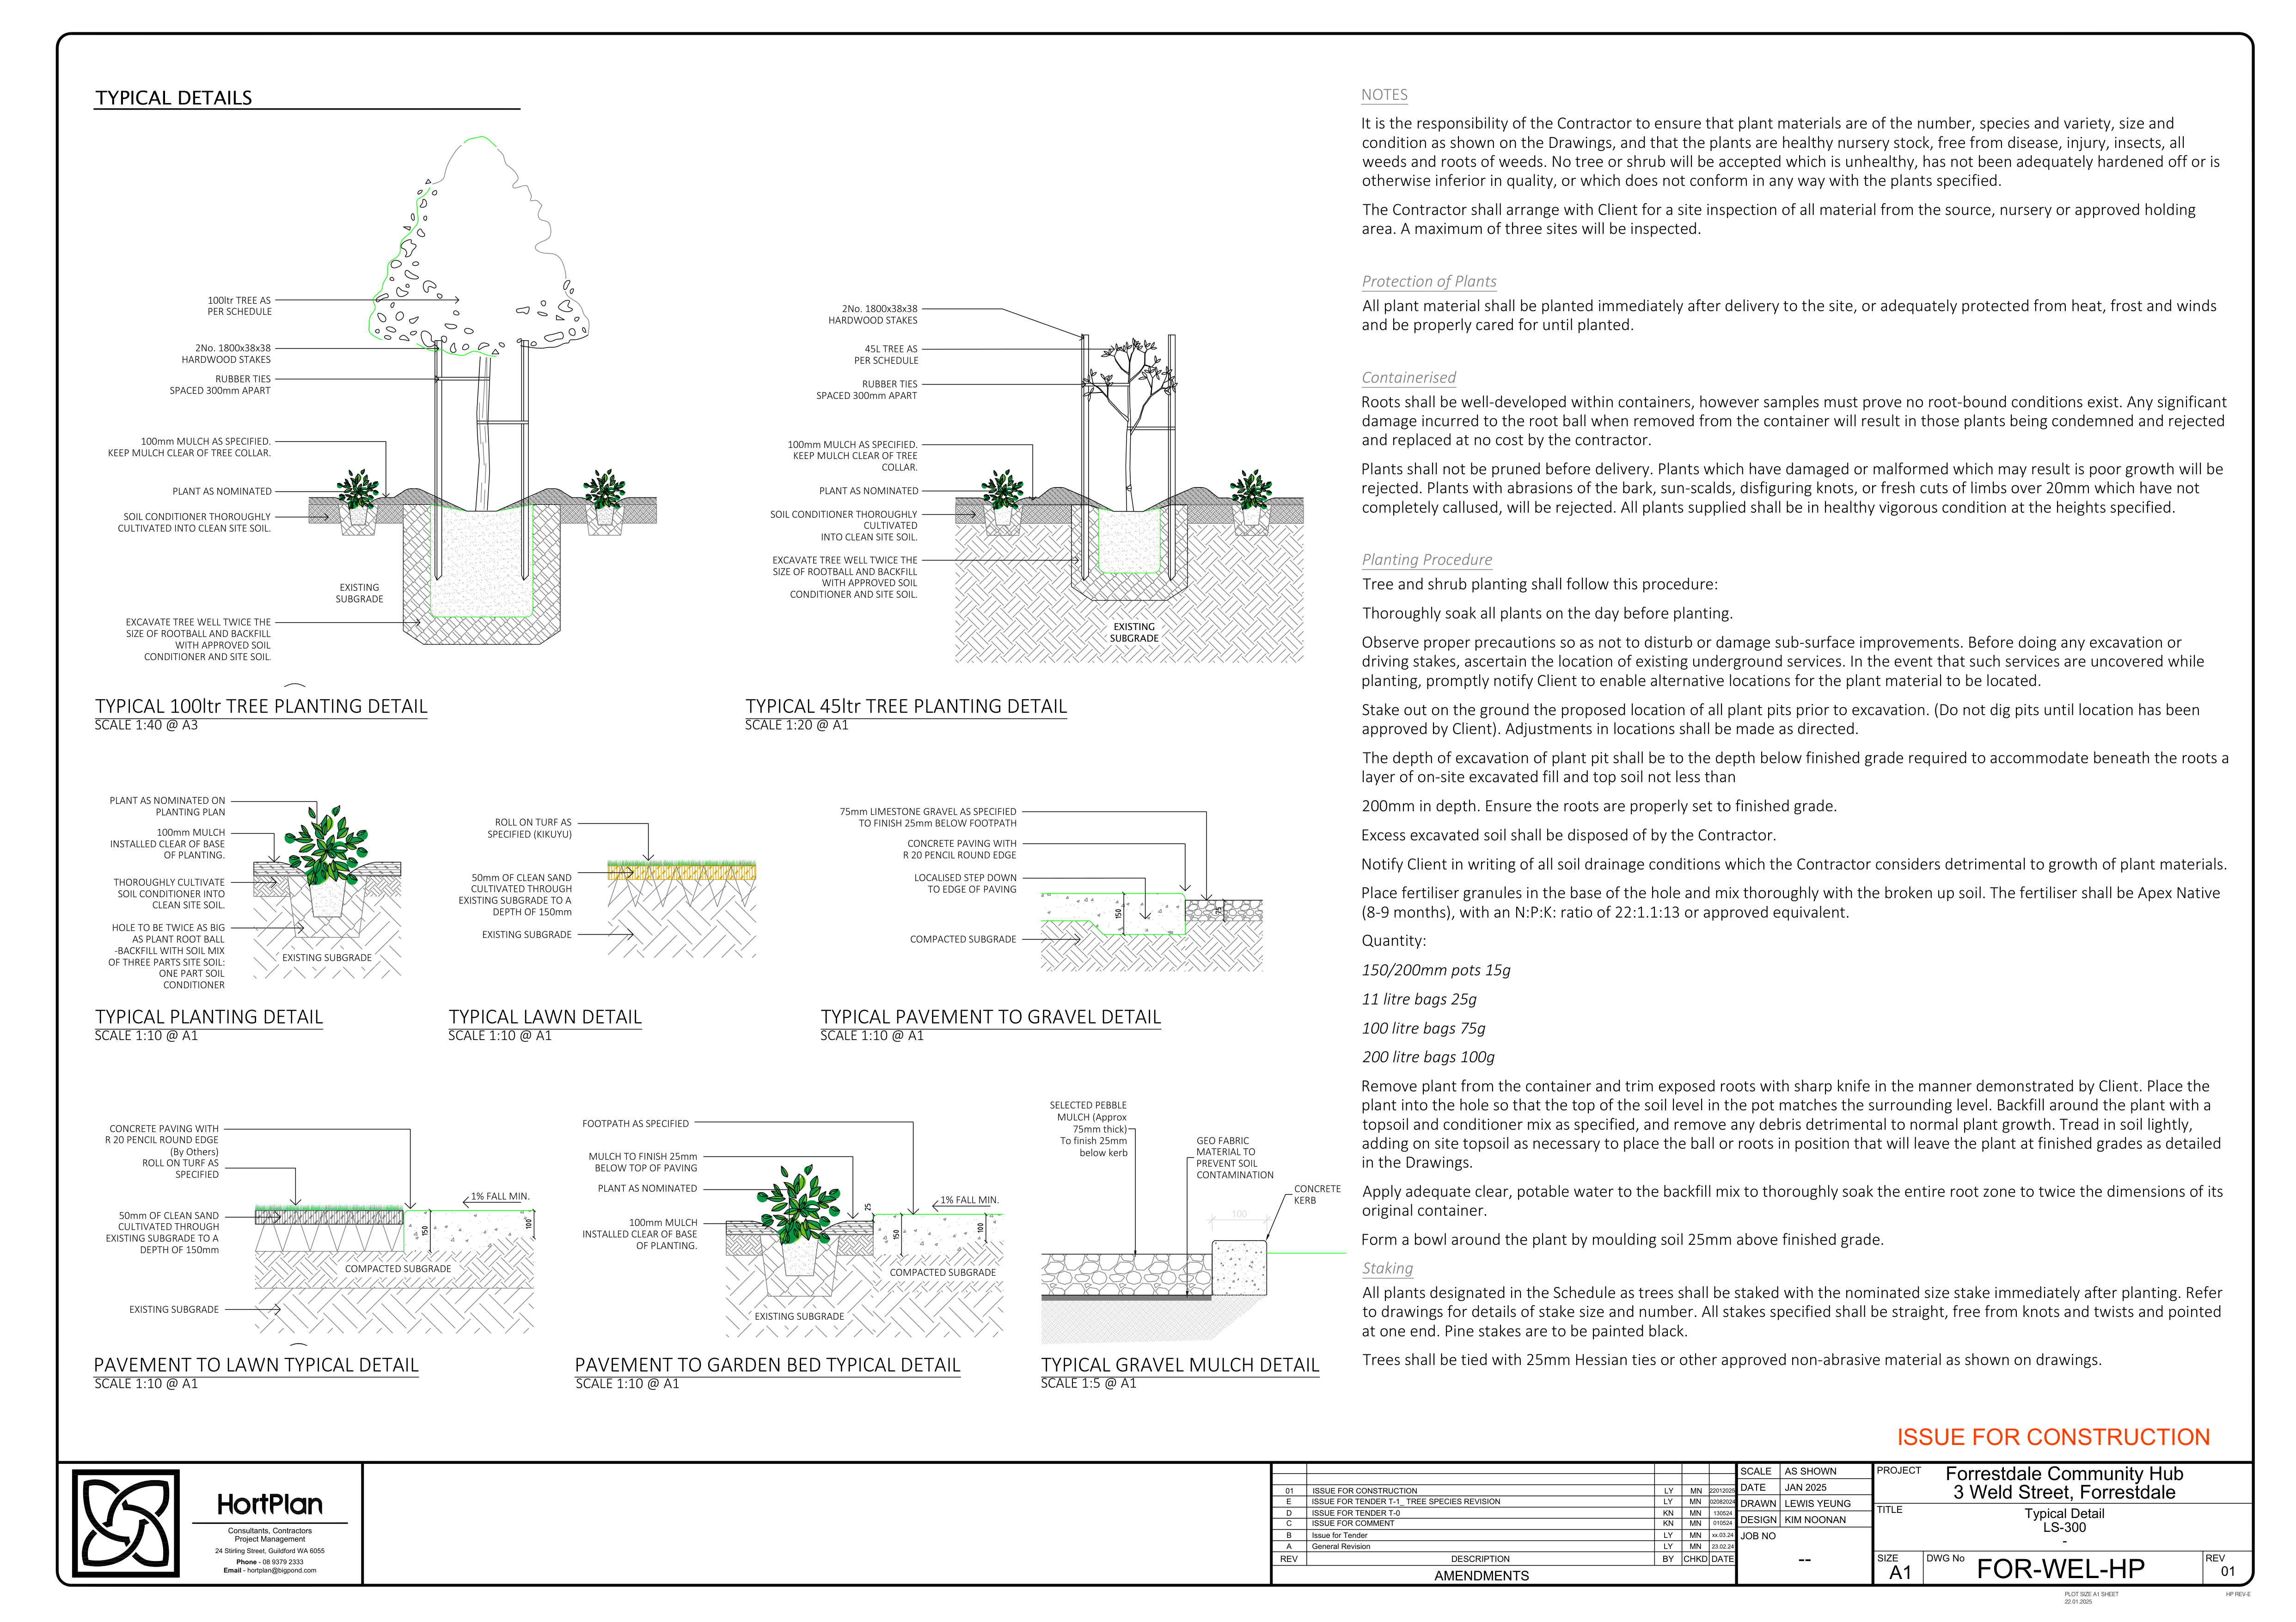 TYPICAL DETAILS
100ltr TREE AS
PER SCHEDULE
2No. 1800x38x38
HARDWOOD STAKES
RUBBER TIES
SPACED 300mm APART
100mm MULCH AS SPECIFIED.
KEEP MULCH CLEAR OF TREE COLLAR.
PLANT AS NOMINATED
SOIL CONDITIONER THOROUGHLY
CULTIVATED INTO CLEAN SITE SOIL.
EXISTING
SUBGRADE
EXCAVATE TREE WELL TWICE THE
SIZE OF ROOTBALL AND BACKFILL
WITH APPROVED SOIL
CONDITIONER AND SITE SOIL.
TYPICAL 100ltr TREE PLANTING DETAIL
SCALE 1:40 @ A3
2No. 1800x38x38
HARDWOOD STAKES
45L TREE AS
PER SCHEDULE
RUBBER TIES
SPACED 300mm APART
100mm MULCH AS SPECIFIED.
KEEP MULCH CLEAR OF TREE
COLLAR.
PLANT AS NOMINATED
SOIL CONDITIONER THOROUGHLY
CULTIVATED
INTO CLEAN SITE SOIL.
EXCAVATE TREE WELL TWICE THE
SIZE OF ROOTBALL AND BACKFILL
WITH APPROVED SOIL
CONDITIONER AND SITE SOIL.
EXISTING
SUBGRADE
TYPICAL 45ltr TREE PLANTING DETAIL
SCALE 1:20 @ A1
PLANT AS NOMINATED ON
PLANTING PLAN
100mm MULCH
INSTALLED CLEAR OF BASE
OF PLANTING.
THOROUGHLY CULTIVATE
SOIL CONDITIONER INTO
CLEAN SITE SOIL.
HOLE TO BE TWICE AS BIG
AS PLANT ROOT BALL
-BACKFILL WITH SOIL MIX
OF THREE PARTS SITE SOIL:
ONE PART SOIL
CONDITIONER
EXISTING SUBGRADE
TYPICAL PLANTING DETAIL
SCALE 1:10 @ A1
ROLL ON TURF AS
SPECIFIED (KIKUYU)
50mm OF CLEAN SAND
CULTIVATED THROUGH
EXISTING SUBGRADE TO A
DEPTH OF 150mm
EXISTING SUBGRADE
TYPICAL LAWN DETAIL
SCALE 1:10 @ A1
75mm LIMESTONE GRAVEL AS SPECIFIED
TO FINISH 25mm BELOW FOOTPATH
CONCRETE PAVING WITH
R 20 PENCIL ROUND EDGE
LOCALISED STEP DOWN
TO EDGE OF PAVING
COMPACTED SUBGRADE
150
75
TYPICAL PAVEMENT TO GRAVEL DETAIL
SCALE 1:10 @ A1
CONCRETE PAVING WITH
R 20 PENCIL ROUND EDGE
(By Others)
ROLL ON TURF AS
SPECIFIED
50mm OF CLEAN SAND
CULTIVATED THROUGH
EXISTING SUBGRADE TO A
DEPTH OF 150mm
EXISTING SUBGRADE
1% FALL MIN.
150
100
COMPACTED SUBGRADE
PAVEMENT TO LAWN TYPICAL DETAIL
SCALE 1:10 @ A1
FOOTPATH AS SPECIFIED
MULCH TO FINISH 25mm
BELOW TOP OF PAVING
PLANT AS NOMINATED
100mm MULCH
INSTALLED CLEAR OF BASE
OF PLANTING.
25
1% FALL MIN.
150
100
COMPACTED SUBGRADE
EXISTING SUBGRADE
PAVEMENT TO GARDEN BED TYPICAL DETAIL
SCALE 1:10 @ A1
SELECTED PEBBLE
MULCH (Approx
75mm thick)
To finish 25mm
below kerb
GEO FABRIC
MATERIAL TO
PREVENT SOIL
CONTAMINATION
CONCRETE
KERB
100
TYPICAL GRAVEL MULCH DETAIL
SCALE 1:5 @ A1
NOTES
It is the responsibility of the Contractor to ensure that plant materials are of the number, species and variety, size and
condition as shown on the Drawings, and that the plants are healthy nursery stock, free from disease, injury, insects, all
weeds and roots of weeds. No tree or shrub will be accepted which is unhealthy, has not been adequately hardened off or is
otherwise inferior in quality, or which does not conform in any way with the plants specified.
The Contractor shall arrange with Client for a site inspection of all material from the source, nursery or approved holding
area. A maximum of three sites will be inspected.
Protection of Plants
All plant material shall be planted immediately after delivery to the site, or adequately protected from heat, frost and winds
and be properly cared for until planted.
Containerised
Roots shall be well-developed within containers, however samples must prove no root-bound conditions exist. Any significant
damage incurred to the root ball when removed from the container will result in those plants being condemned and rejected
and replaced at no cost by the contractor.
Plants shall not be pruned before delivery. Plants which have damaged or malformed which may result is poor growth will be
rejected. Plants with abrasions of the bark, sun-scalds, disfiguring knots, or fresh cuts of limbs over 20mm which have not
completely callused, will be rejected. All plants supplied shall be in healthy vigorous condition at the heights specified.
Planting Procedure
Tree and shrub planting shall follow this procedure:
Thoroughly soak all plants on the day before planting.
Observe proper precautions so as not to disturb or damage sub-surface improvements. Before doing any excavation or
driving stakes, ascertain the location of existing underground services. In the event that such services are uncovered while
planting, promptly notify Client to enable alternative locations for the plant material to be located.
Stake out on the ground the proposed location of all plant pits prior to excavation. (Do not dig pits until location has been
approved by Client). Adjustments in locations shall be made as directed.
The depth of excavation of plant pit shall be to the depth below finished grade required to accommodate beneath the roots a
layer of on-site excavated fill and top soil not less than
200mm in depth. Ensure the roots are properly set to finished grade.
Excess excavated soil shall be disposed of by the Contractor.
Notify Client in writing of all soil drainage conditions which the Contractor considers detrimental to growth of plant materials.
Place fertiliser granules in the base of the hole and mix thoroughly with the broken up soil. The fertiliser shall be Apex Native
(8-9 months), with an N:P:K: ratio of 22:1.1:13 or approved equivalent.
Quantity:
150/200mm pots 15g
11 litre bags 25g
100 litre bags 75g
200 litre bags 100g
Remove plant from the container and trim exposed roots with sharp knife in the manner demonstrated by Client. Place the
plant into the hole so that the top of the soil level in the pot matches the surrounding level. Backfill around the plant with a
topsoil and conditioner mix as specified, and remove any debris detrimental to normal plant growth. Tread in soil lightly,
adding on site topsoil as necessary to place the ball or roots in position that will leave the plant at finished grades as detailed
in the Drawings.
Apply adequate clear, potable water to the backfill mix to thoroughly soak the entire root zone to twice the dimensions of its
original container.
Form a bowl around the plant by moulding soil 25mm above finished grade.
Staking
All plants designated in the Schedule as trees shall be staked with the nominated size stake immediately after planting. Refer
to drawings for details of stake size and number. All stakes specified shall be straight, free from knots and twists and pointed
at one end. Pine stakes are to be painted black.
Trees shall be tied with 25mm Hessian ties or other approved non-abrasive material as shown on drawings.
ISSUE FOR CONSTRUCTION
HortPlan
Consultants, Contractors
Project Management
24 Stirling Street, Guildford WA 6055
Phone - 08 9379 2333
Email - hortplan@bigpond.com
01 ISSUE FOR CONSTRUCTION LY MN 22012025
E ISSUE FOR TENDER T-1_ TREE SPECIES REVISION LY MN 02082024
D ISSUE FOR TENDER T-0 KN MN 130524
C ISSUE FOR COMMENT KN MN 010524
B Issue for Tender LY MN xx.03.24
A General Revision LY MN 23.02.24
REV DESCRIPTION BY CHKD DATE
AMENDMENTS
SCALE AS SHOWN
DATE JAN 2025
DRAWN LEWIS YEUNG
DESIGN KIM NOONAN
JOB NO
--
PROJECT Forrestdale Community Hub
3 Weld Street, Forrestdale
TITLE
Typical Detail
LS-300
-
SIZE A1
DWG No FOR-WEL-HP
REV 01
PLOT SIZE A1 SHEET
22.01.2025
HP REV-E